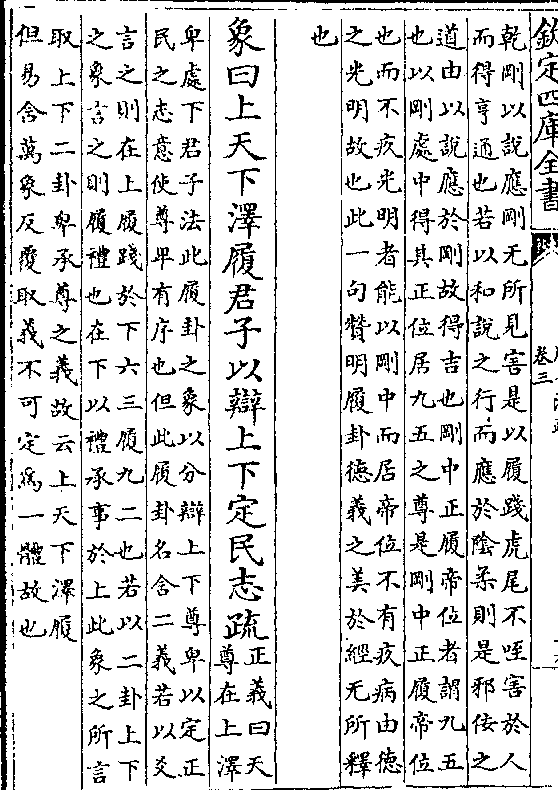 欽定四庫全書
卷三
乾剛以說應剛无所見害是以履踐虎尾不咥害於人
而得亨通也若以和說之行而應於陰柔則是邪佞之
道由以說應於剛故得吉也剛中正履帝位者謂九五
也以剛處中得其正位居九五之尊是剛中正履帝位
也而不疚光明者能以剛中而居帝位不有疚病由德
之光明故也此一句贊明履卦德義之美於經无所釋
也
象曰上天下澤履君子以辯上下定民志疏
正義曰天
尊在上澤
卑處下君子法此履卦之象以分辯上下尊卑以定正
民之志意使尊卑有序也但此履卦名含二義若以爻
言之則在上履踐於下六三履九二也若以二卦上下
之象言之則履禮也在下以禮承事於上此象之所言
取上下二卦卑承尊之義故云上天下澤履
但易含萬象反覆取義不可定為一體故也